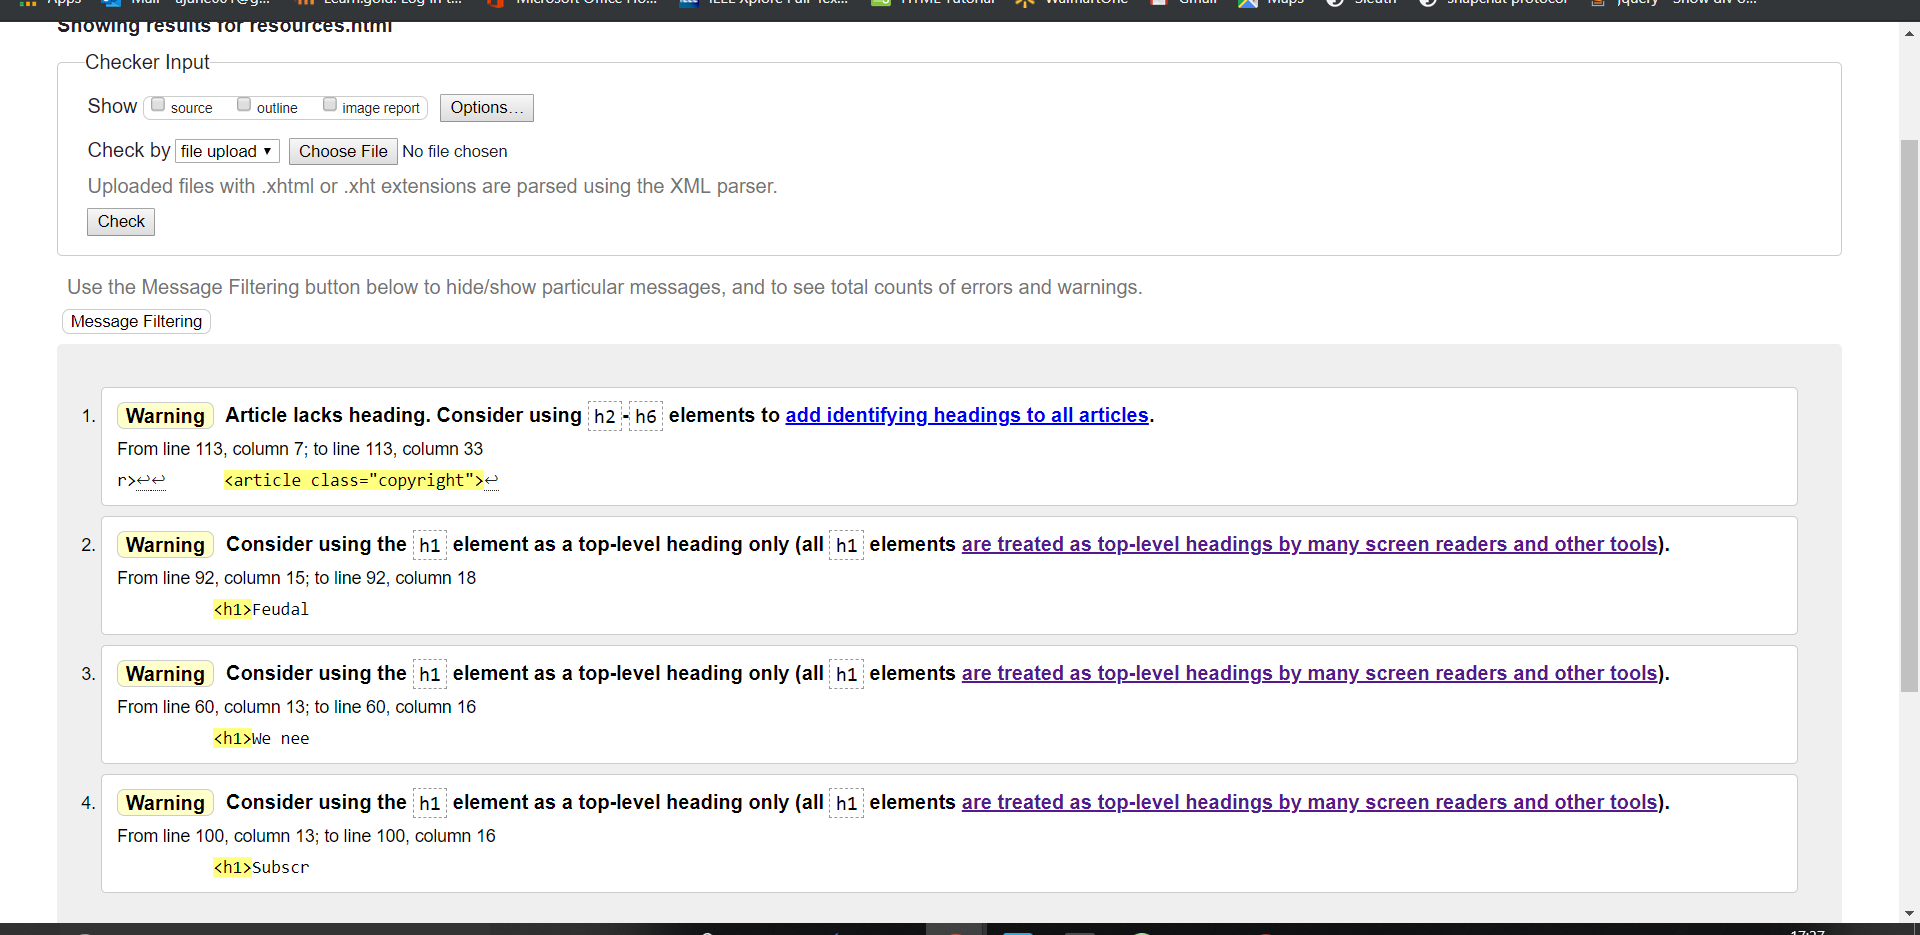 Apps Mail Learn.gold: Log in t... Microsoft Office Ho... IEEE Xplore Full-Tex... HTML Tutorial WalmartOne Gmail Maps Sleuth snapchat protocol
Showing results for resources.html
Checker Input
Show source outline image report Options...
Check by file upload ▼ Choose File No file chosen
Uploaded files with .xhtml or .xht extensions are parsed using the XML parser.
Check
Use the Message Filtering button below to hide/show particular messages, and to see total counts of errors and warnings.
Message Filtering
1. Warning Article lacks heading. Consider using h2-h6 elements to add identifying headings to all articles.
From line 113, column 7; to line 113, column 33
r>↩↩ <article class="copyright">↩
2. Warning Consider using the h1 element as a top-level heading only (all h1 elements are treated as top-level headings by many screen readers and other tools).
From line 92, column 15; to line 92, column 18
<h1>Feudal
3. Warning Consider using the h1 element as a top-level heading only (all h1 elements are treated as top-level headings by many screen readers and other tools).
From line 60, column 13; to line 60, column 16
<h1>We nee
4. Warning Consider using the h1 element as a top-level heading only (all h1 elements are treated as top-level headings by many screen readers and other tools).
From line 100, column 13; to line 100, column 16
<h1>Subscr